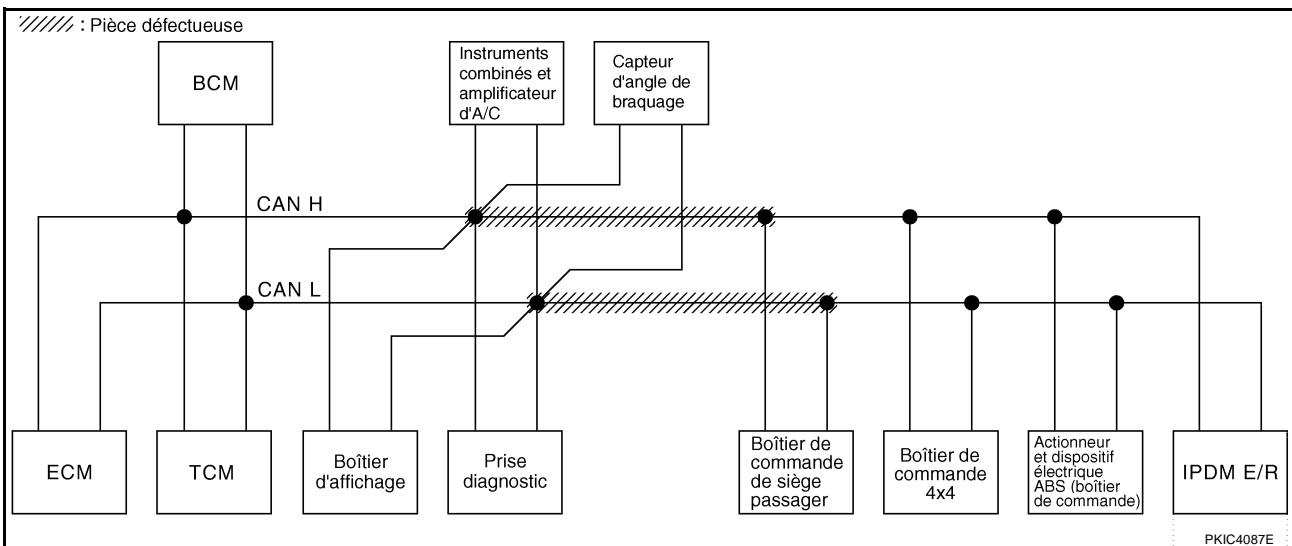 : Pièce défectueuse
BCM
Instruments
combinés et
amplificateur
d'A/C
Capteur
d'angle de
braquage
CAN H
CAN L
ECM
TCM
Boîtier
d'affichage
Prise
diagnostic
Boîtier de
commande
de siège
passager
Boîtier de
commande
4x4
Actionneur
et dispositif
électrique
ABS (boîtier
de commande)
IPDM E/R
PKIC4087E